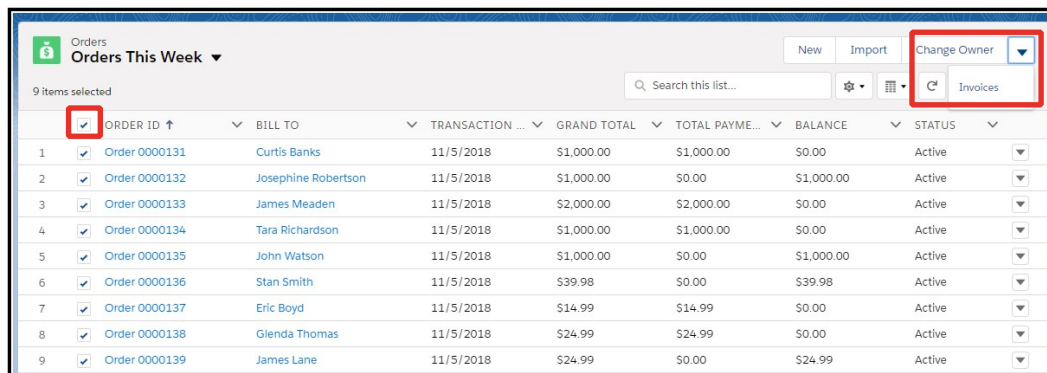 Orders
Orders This Week
New Import Change Owner
9 items selected
Search this list...
Invoices
ORDER ID ↑ BILL TO TRANSACTION ... GRAND TOTAL TOTAL PAYME... BALANCE STATUS
1 Order 0000131 Curtis Banks 11/5/2018 $1,000.00 $1,000.00 $0.00 Active
2 Order 0000132 Josephine Robertson 11/5/2018 $1,000.00 $0.00 $1,000.00 Active
3 Order 0000133 James Meaden 11/5/2018 $2,000.00 $2,000.00 $0.00 Active
4 Order 0000134 Tara Richardson 11/5/2018 $1,000.00 $1,000.00 $0.00 Active
5 Order 0000135 John Watson 11/5/2018 $1,000.00 $0.00 $1,000.00 Active
6 Order 0000136 Stan Smith 11/5/2018 $39.98 $0.00 $39.98 Active
7 Order 0000137 Eric Boyd 11/5/2018 $14.99 $14.99 $0.00 Active
8 Order 0000138 Glenda Thomas 11/5/2018 $24.99 $24.99 $0.00 Active
9 Order 0000139 James Lane 11/5/2018 $24.99 $0.00 $24.99 Active